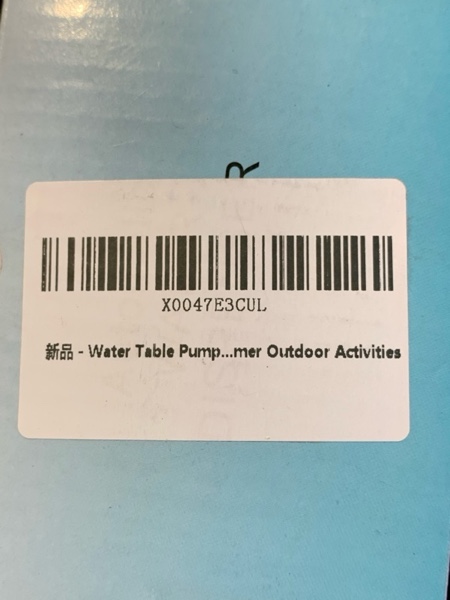 R
X0047E3CUL
新品 - Water Table Pump...mer Outdoor Activities